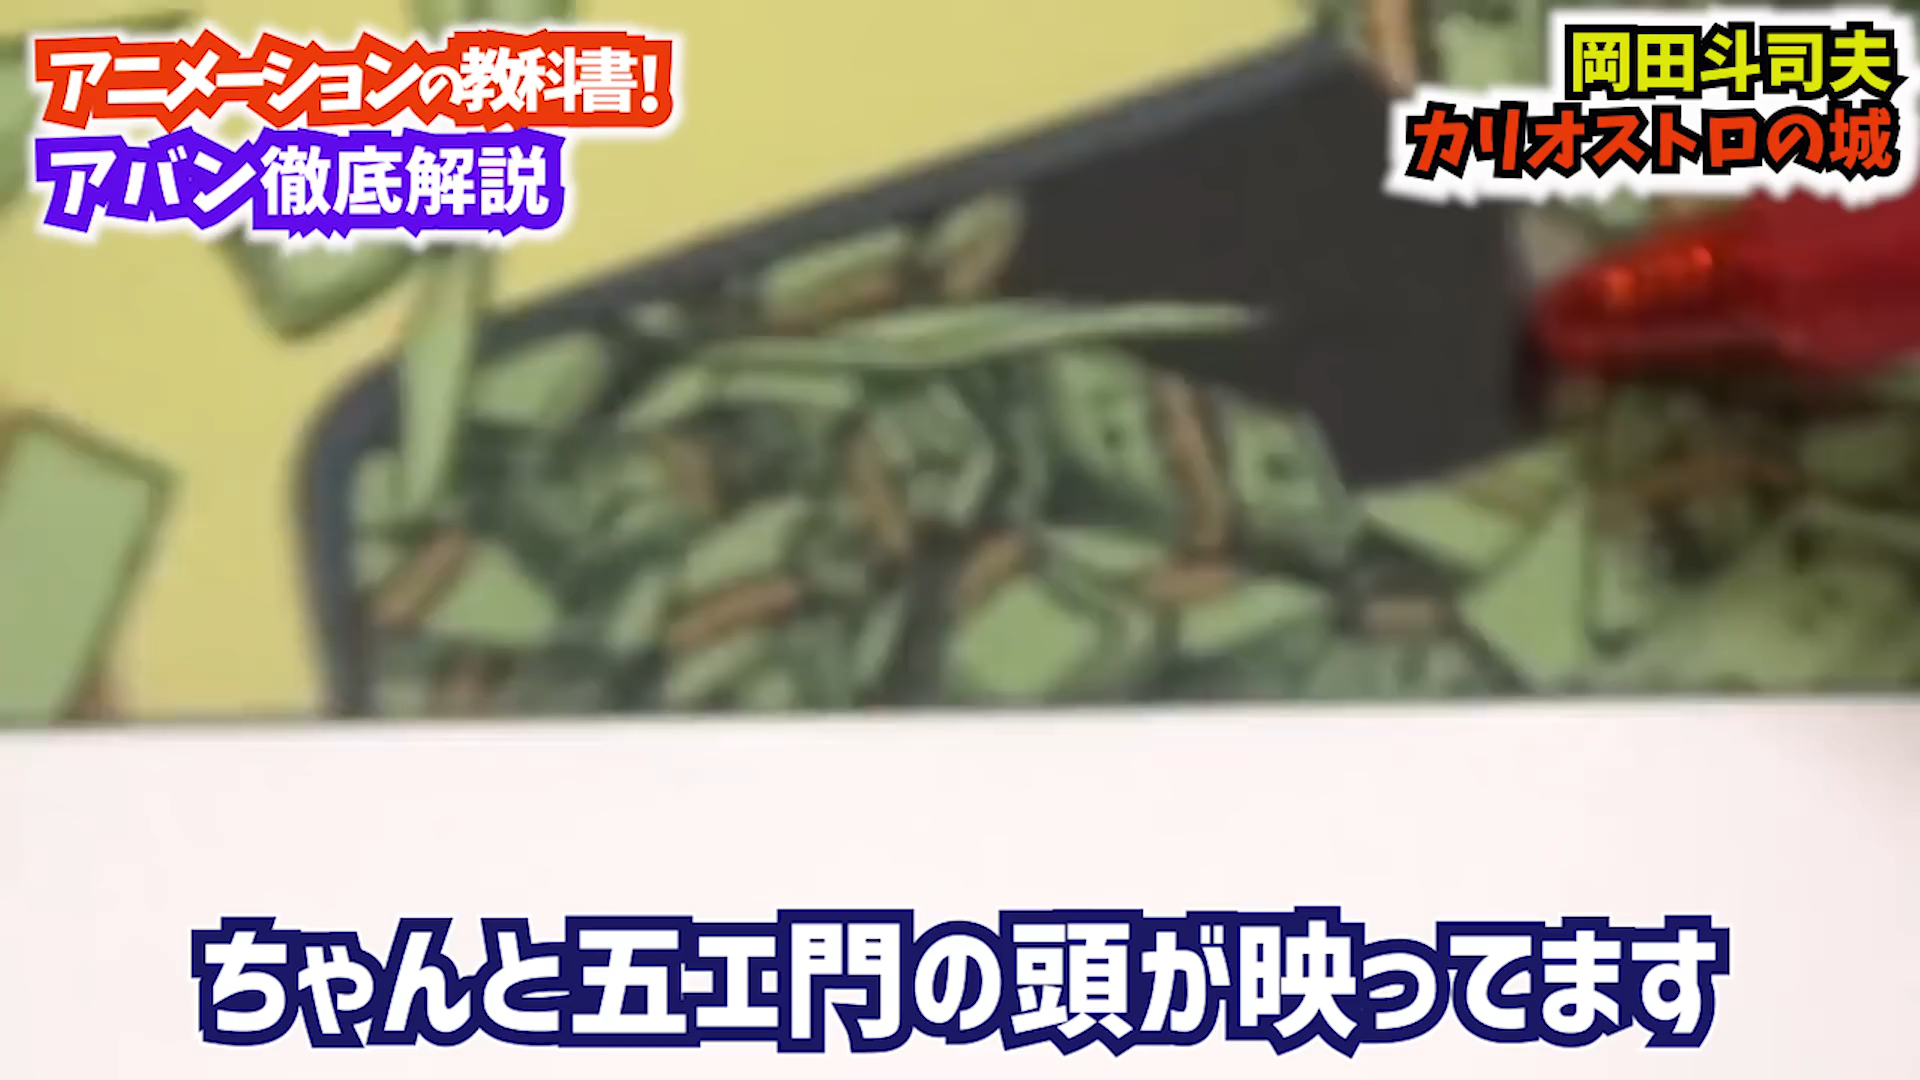 アニメーションの教科書!
アバン徹底解説
岡田斗司夫
カリオストロの城
ちゃんと五エ門の頭が映ってます